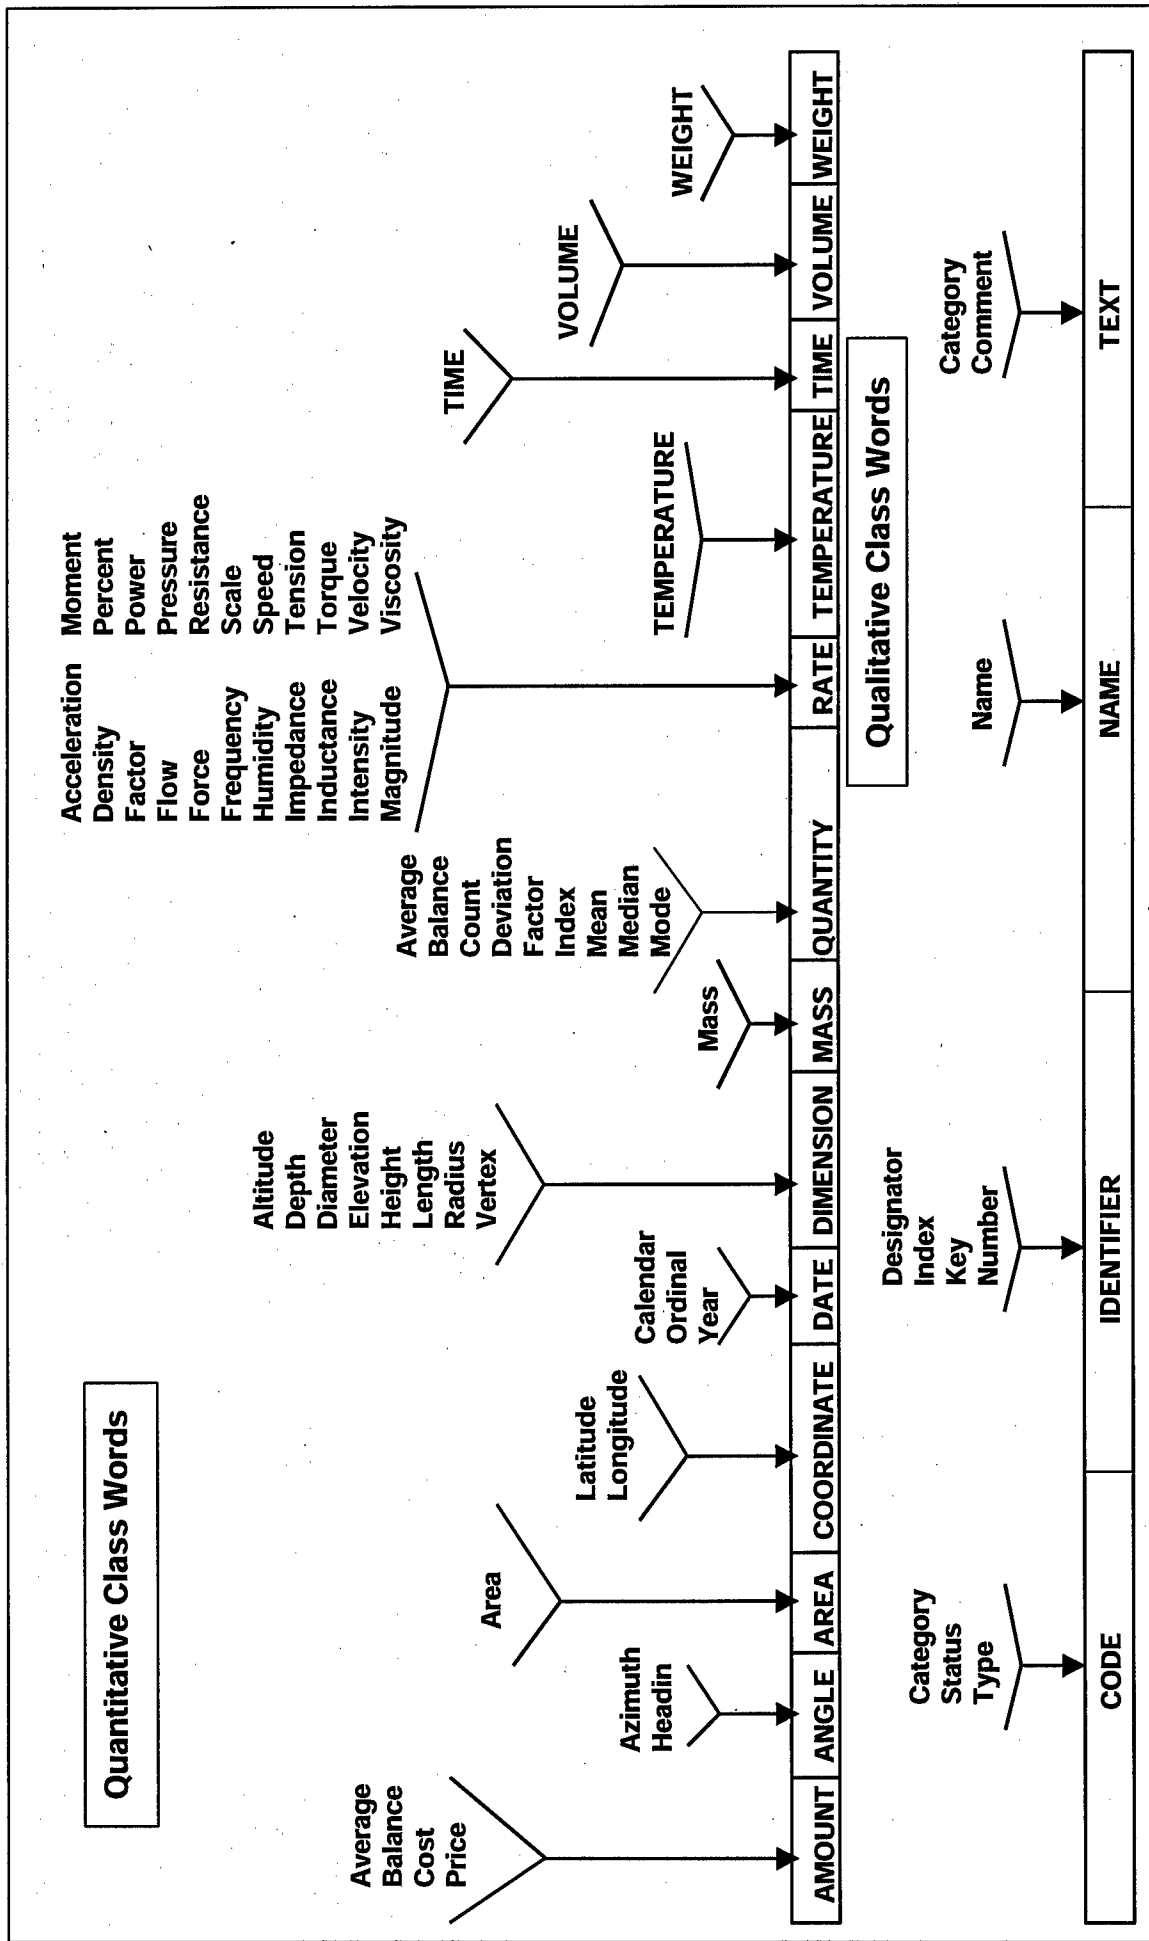 Quantitative Class Words
Average
Balance
Cost
Price
Azimuth
Headin
Area
Latitude
Longitude
Calendar
Ordinal
Year
Altitude
Depth
Diameter
Elevation
Height
Length
Radius
Vertex
Mass
Average
Balance
Count
Deviation
Factor
Index
Mean
Median
Mode
Acceleration
Density
Factor
Flow
Force
Frequency
Humidity
Impedance
Inductance
Intensity
Magnitude
Moment
Percent
Power
Pressure
Resistance
Scale
Speed
Tension
Torque
Velocity
Viscosity
TEMPERATURE
TIME
VOLUME
WEIGHT
AMOUNT ANGLE AREA COORDINATE DATE DIMENSION MASS QUANTITY RATE TEMPERATURE TIME VOLUME WEIGHT
Qualitative Class Words
Category
Status
Type
Designator
Index
Key
Number
Name
Category
Comment
CODE IDENTIFIER NAME TEXT